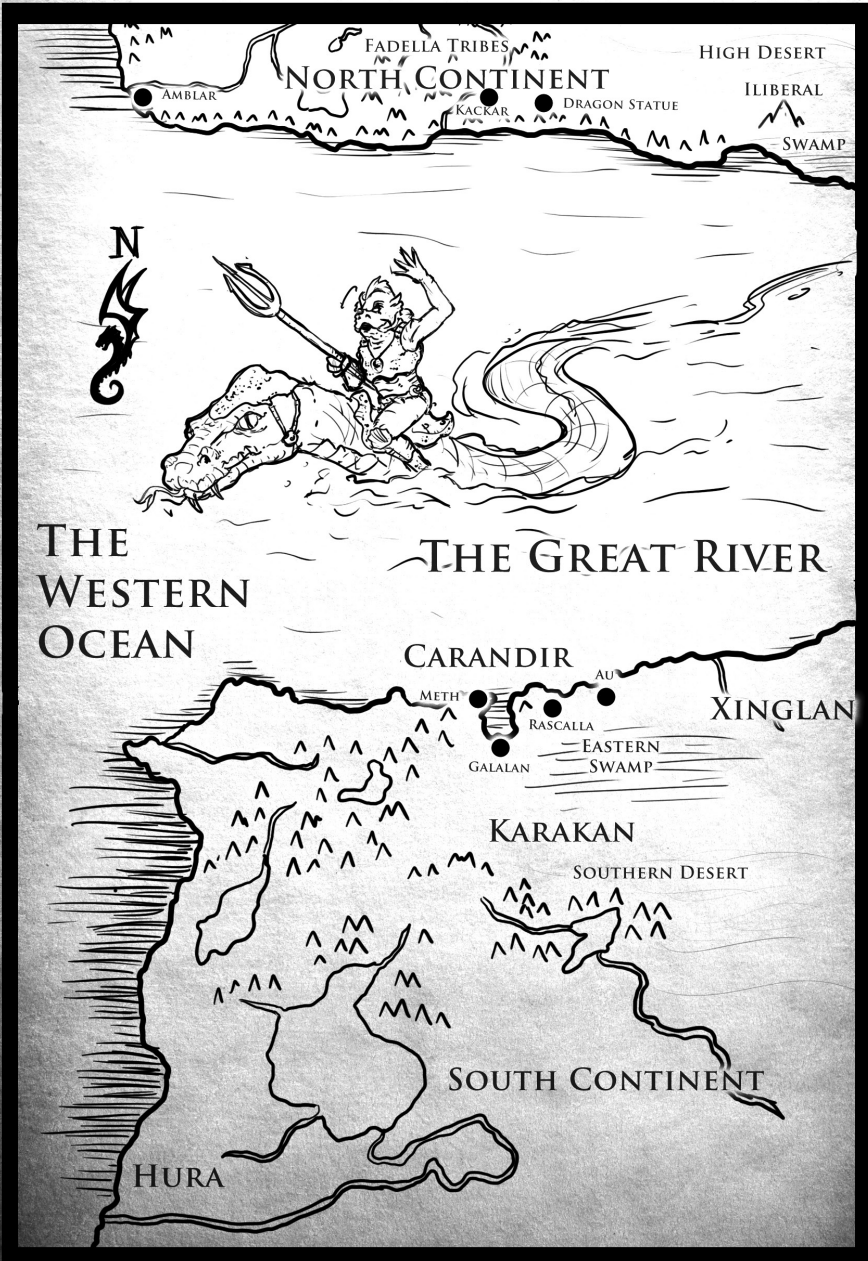 Fadella Tribes
High Desert
North Continent
Iliberal
Amblar
Kackar
Dragon Statue
Swamp
N
The
Western
Ocean
The Great River
Carandir
Au
Meth
Xinglan
Rascalla
Galalan
Eastern
Swamp
Karakan
Southern Desert
South Continent
Hura